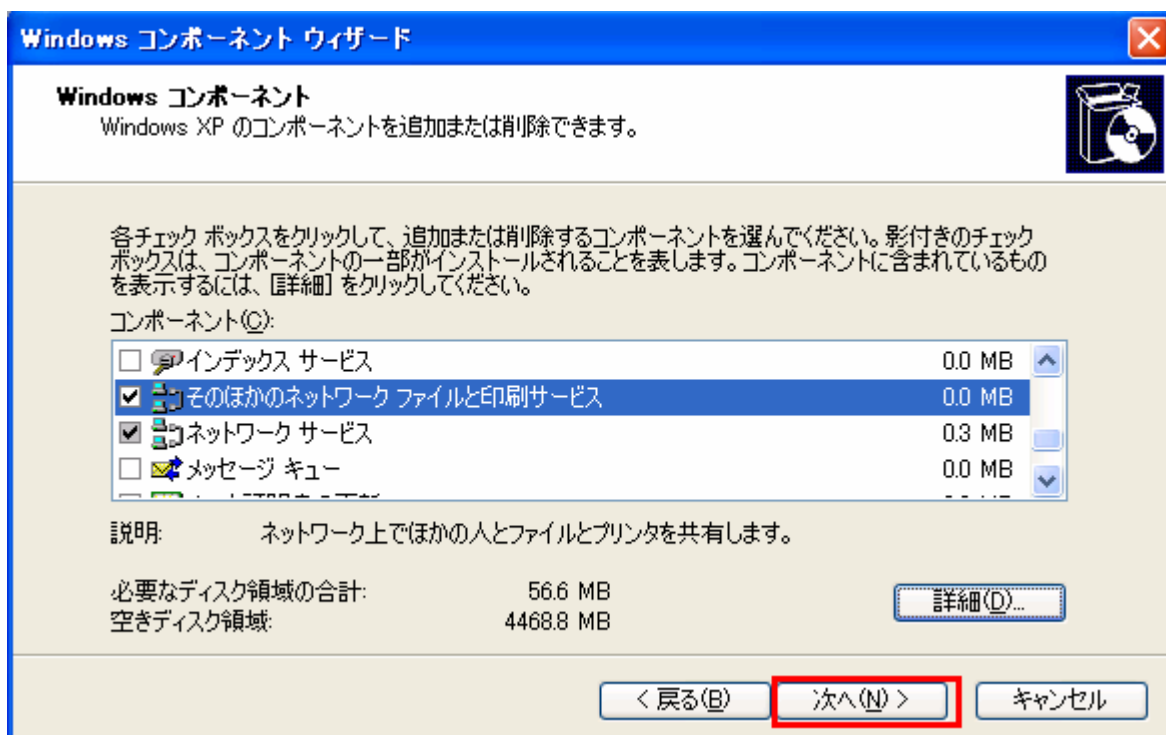 Windows コンポーネント ウィザード
Windows コンポーネント
Windows XP のコンポーネントを追加または削除できます。
各チェック ボックスをクリックして、追加または削除するコンポーネントを選んでください。影付きのチェック
ボックスは、コンポーネントの一部がインストールされることを表します。コンポーネントに含まれているもの
を表示するには、[詳細] をクリックしてください。
コンポーネント(C):
インデックス サービス 0.0 MB
そのほかのネットワーク ファイルと印刷サービス 0.0 MB
ネットワーク サービス 0.3 MB
メッセージ キュー 0.0 MB
説明: ネットワーク上でほかの人とファイルとプリンタを共有します。
必要なディスク領域の合計: 56.6 MB
空きディスク領域: 4468.8 MB
詳細(D)...
< 戻る(B) 次へ(N) > キャンセル